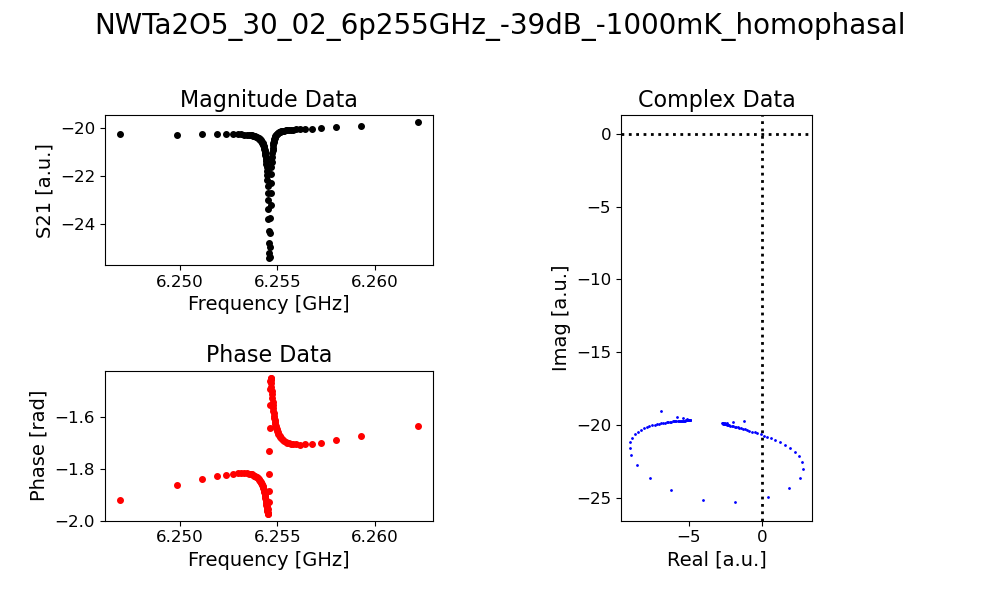 NWTa2O5_30_02_6p255GHz_-39dB_-1000mK_homophasal
Magnitude Data
S21 [a.u.]
−20
−22
−24
6.250 6.255 6.260
Frequency [GHz]
Phase Data
Phase [rad]
−1.6
−1.8
−2.0
6.250 6.255 6.260
Frequency [GHz]
Complex Data
Imag [a.u.]
0
−5
−10
−15
−20
−25
−5 0
Real [a.u.]